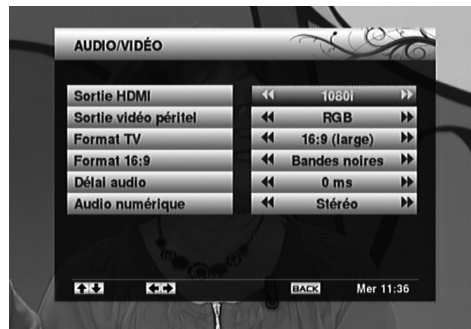 AUDIO/VIDÉO
Sortie HDMI 1080i
Sortie vidéo péritel RGB
Format TV 16:9 (large)
Format 16:9 Bandes noires
Délai audio 0 ms
Audio numérique Stéréo
BACK Mer 11:36